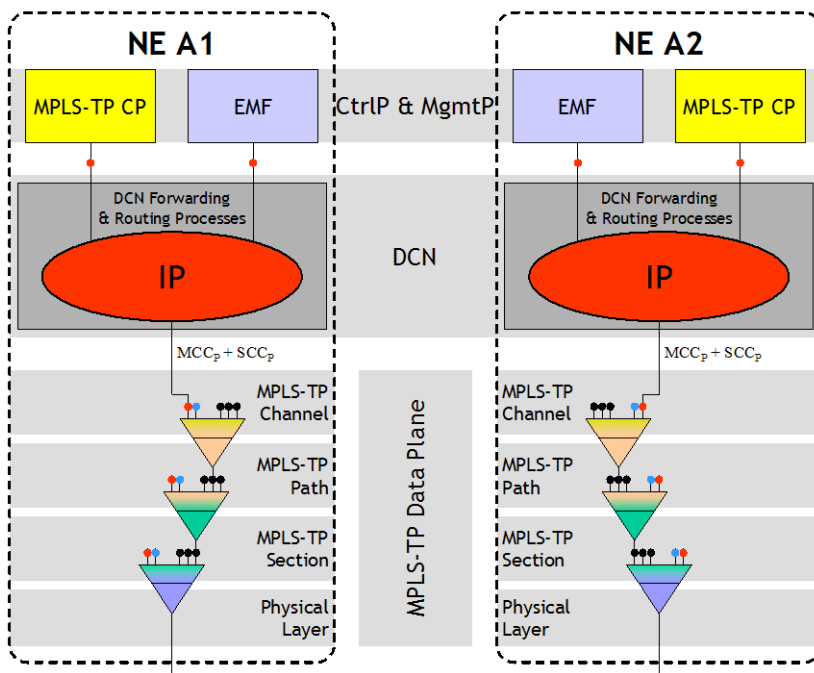 NE A1
NE A2
MPLS-TP CP
EMF
CtrlP & MgmtP
EMF
MPLS-TP CP
DCN Forwarding
& Routing Processes
IP
DCN
DCN Forwarding
& Routing Processes
IP
MCCP + SCCP
MCCP + SCCP
MPLS-TP
Channel
MPLS-TP
Path
MPLS-TP
Section
Physical
Layer
MPLS-TP Data Plane
MPLS-TP
Channel
MPLS-TP
Path
MPLS-TP
Section
Physical
Layer